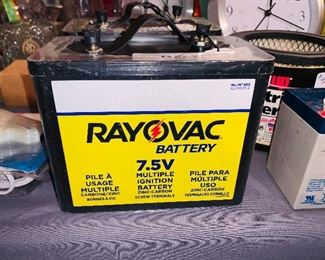 RAYOVAC
BATTERY
7.5V
PILE À
USAGE
MULTIPLE
CARBONE/ZINC
BORNES À VIS
MULTIPLE
IGNITION
BATTERY
ZINC-CARBON
SCREW TERMINALS
PILE PARA
MÚLTIPLE
USO
ZINC-CARBON